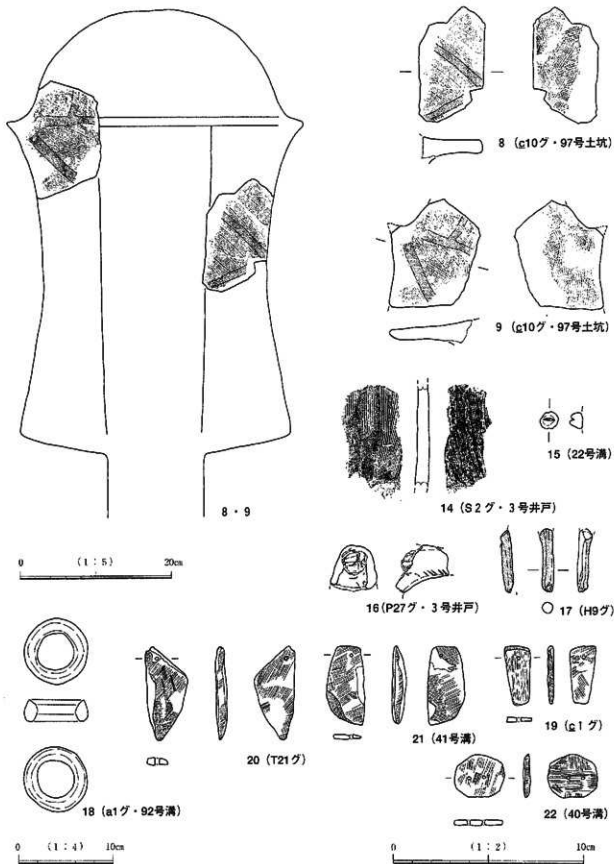 8 (c10グ・97号土坑)
9 (c10グ・97号土坑)
8・9
14 (S2グ・3号井戸)
15 (22号溝)
16 (P27グ・3号井戸)
17 (H9グ)
0 (1:5) 20cm
18 (a1グ・92号溝)
20 (T21グ)
21 (41号溝)
19 (c1グ)
22 (40号溝)
0 (1:4) 10cm
0 (1:2) 10cm